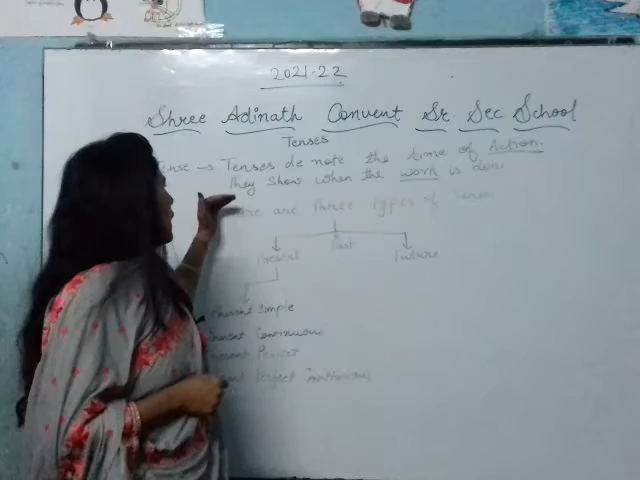 2021-22
Shree Adinath Convent Sr. Sec School
Tenses
Tenses denote the time of Action.
They show when the work is done
are three types of Tense
Present Past Future
Present Simple
Present Continuous
Present Perfect
Perfect Continuous